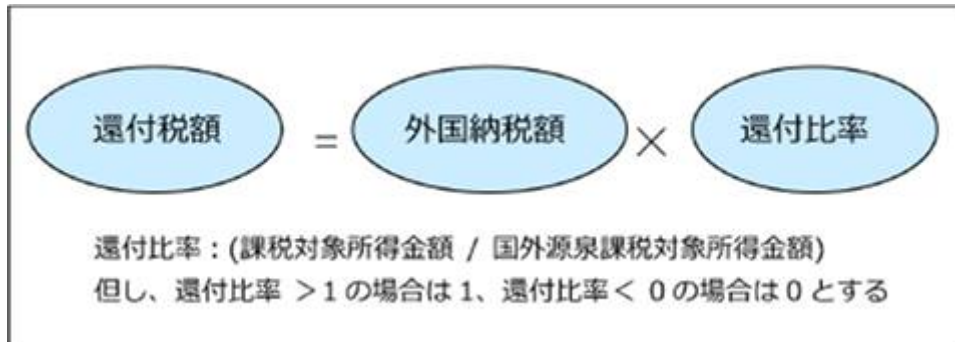 還付税額 = 外国納税額 × 還付比率
還付比率：(課税対象所得金額 / 国外源泉課税対象所得金額)
但し、還付比率 ＞1 の場合は 1、還付比率＜ 0 の場合は 0 とする